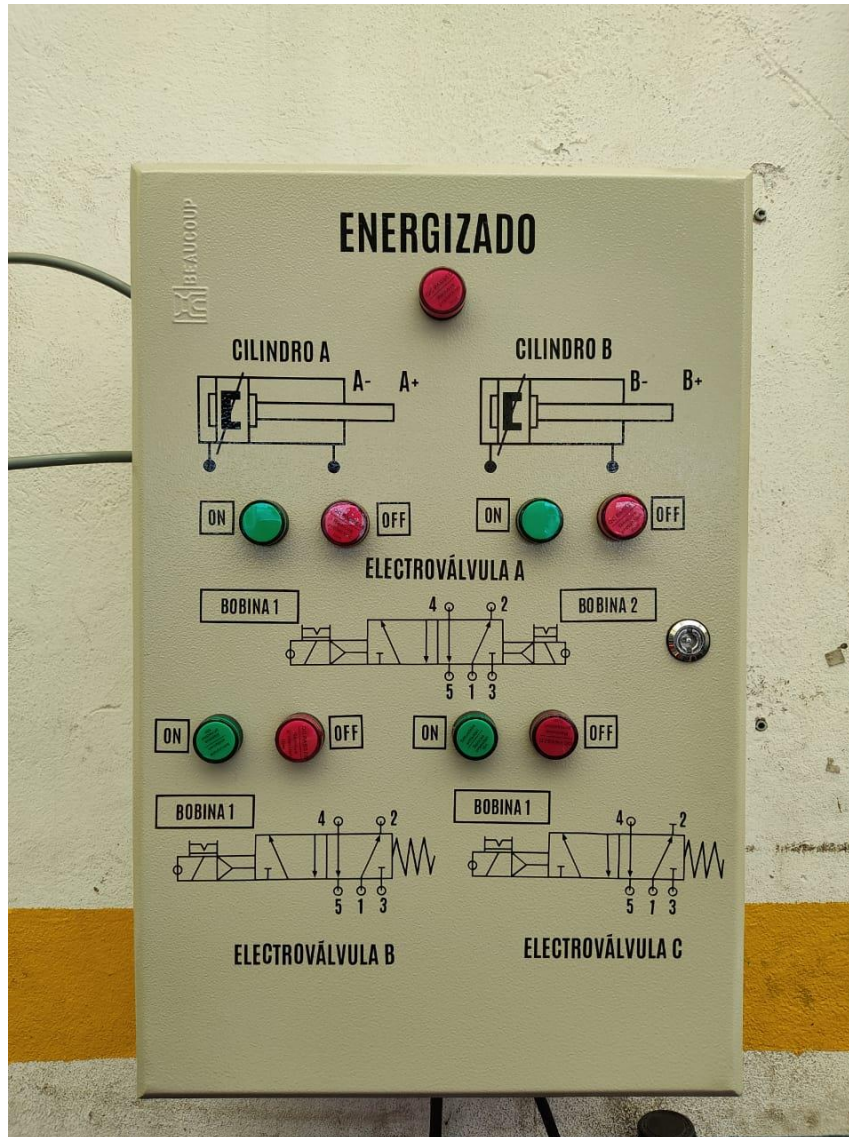 BEAUCOUP
ENERGIZADO
CILINDRO A
CILINDRO B
A- A+
B- B+
ON
OFF
ON
OFF
ELECTROVÁLVULA A
BOBINA 1
4 2
BOBINA 2
5 1 3
ON
OFF
ON
OFF
BOBINA 1
4 2
BOBINA 1
4 2
5 1 3
5 1 3
ELECTROVÁLVULA B
ELECTROVÁLVULA C